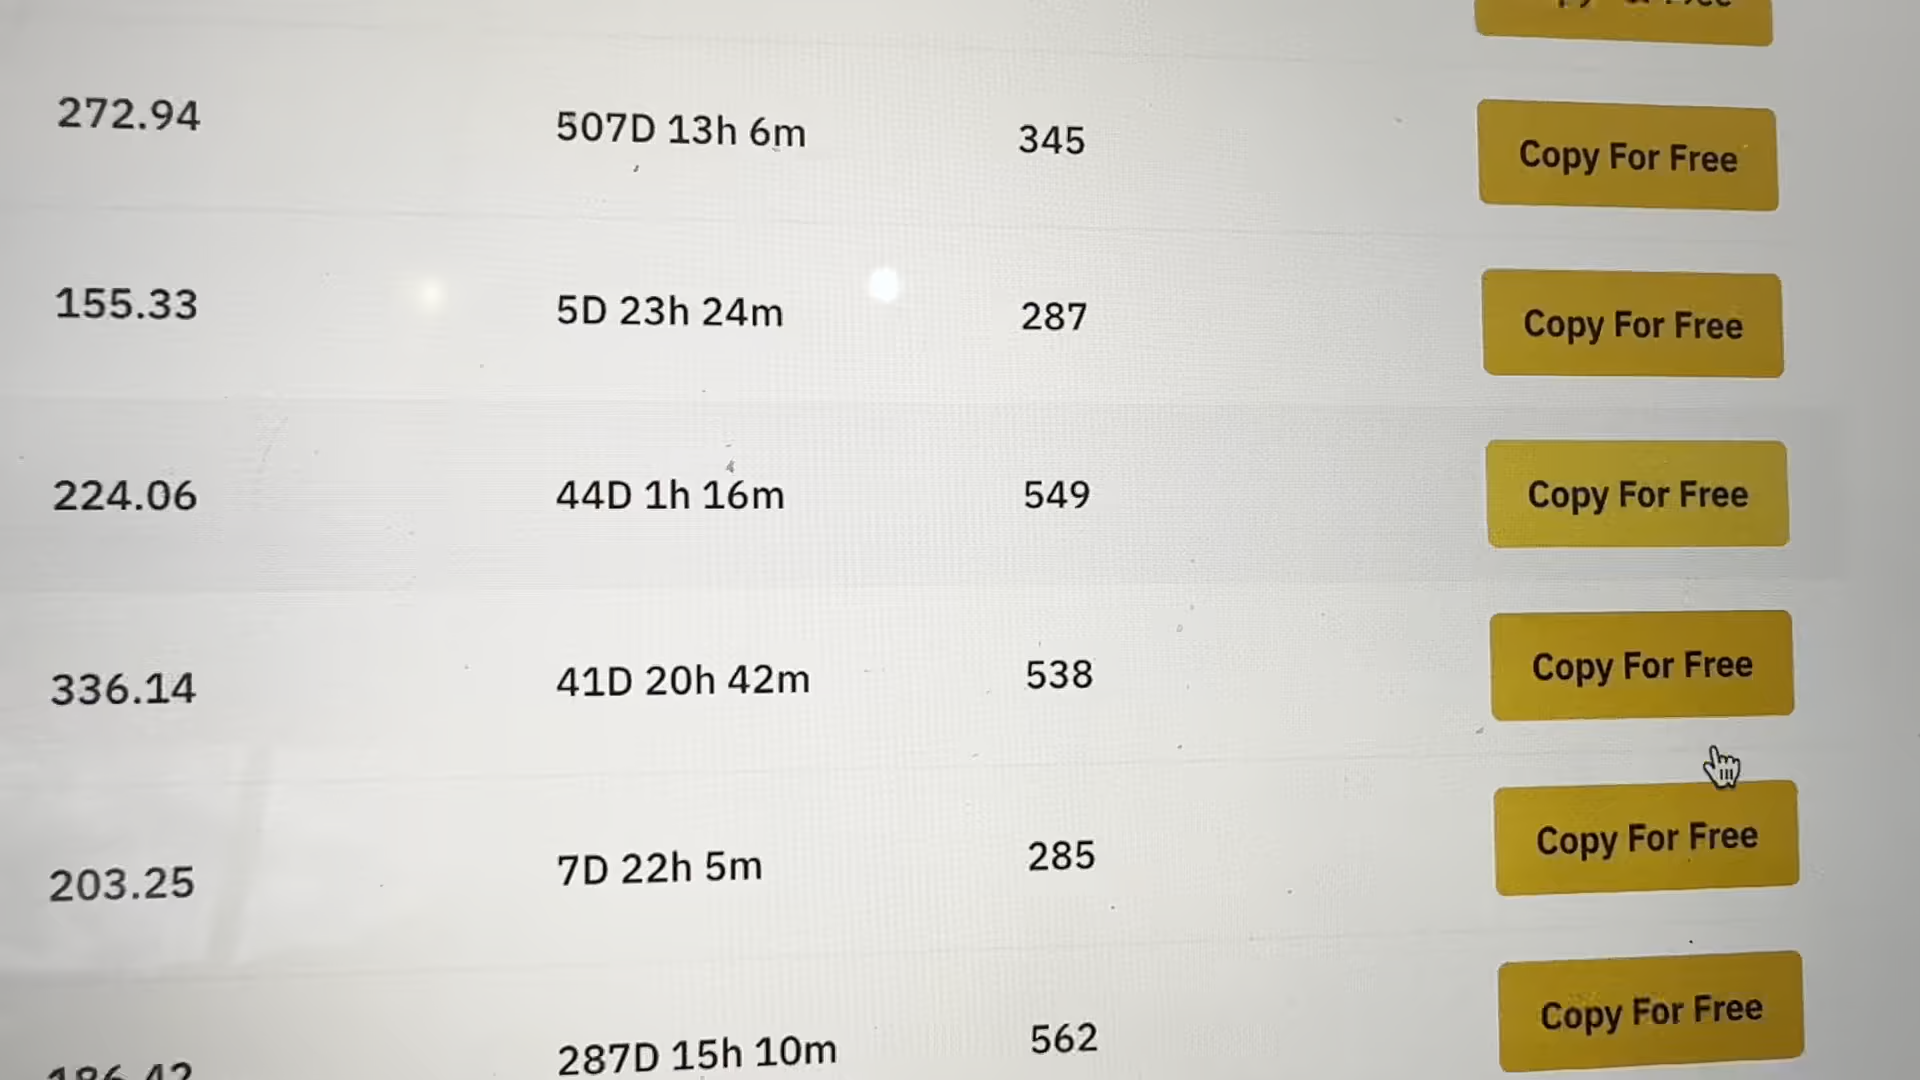 272.94 507D 13h 6m 345 Copy For Free
155.33 5D 23h 24m 287 Copy For Free
224.06 44D 1h 16m 549 Copy For Free
336.14 41D 20h 42m 538 Copy For Free
203.25 7D 22h 5m 285 Copy For Free
186.42 287D 15h 10m 562 Copy For Free